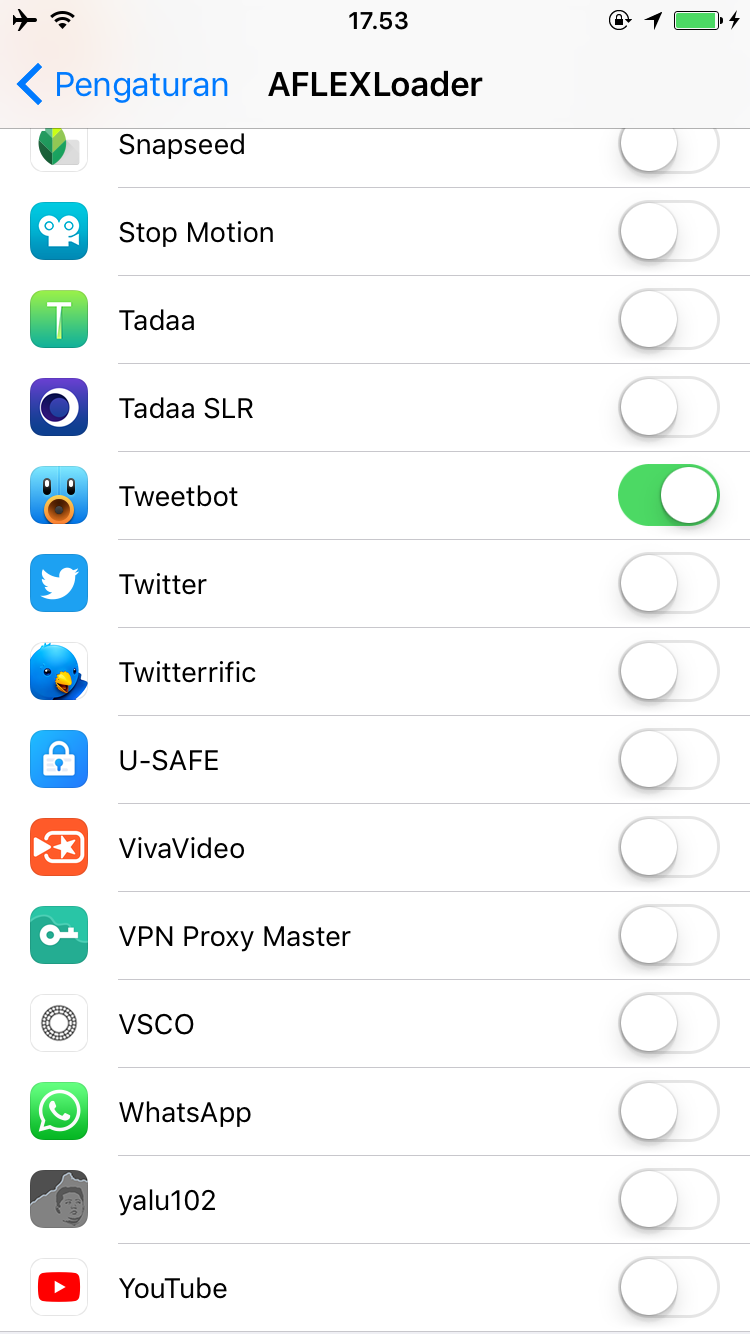 17.53
Pengaturan AFLEXLoader
Snapseed
Stop Motion
Tadaa
Tadaa SLR
Tweetbot
Twitter
Twitterrific
U-SAFE
VivaVideo
VPN Proxy Master
VSCO
WhatsApp
yalu102
YouTube